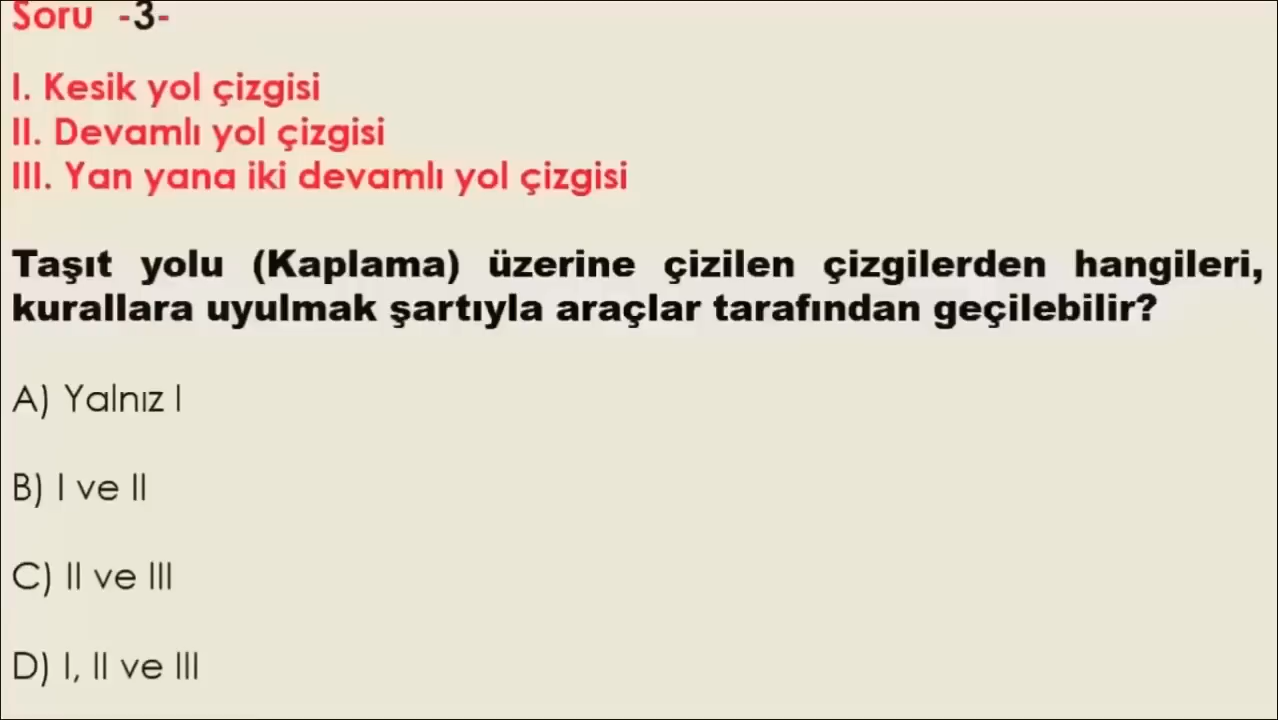 Soru -3-
I. Kesik yol çizgisi
II. Devamlı yol çizgisi
III. Yan yana iki devamlı yol çizgisi
Taşıt yolu (Kaplama) üzerine çizilen çizgilerden hangileri,
kurallara uyulmak şartıyla araçlar tarafından geçilebilir?
A) Yalnız I
B) I ve II
C) II ve III
D) I, II ve III